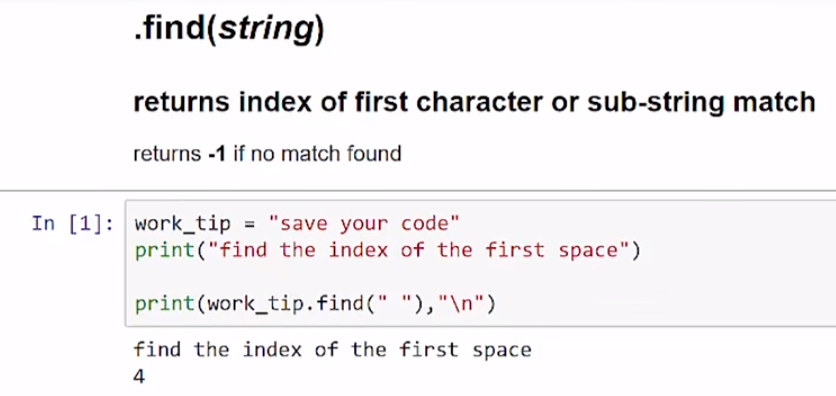 .find(string)
returns index of first character or sub-string match
returns -1 if no match found
In [1]: work_tip = "save your code"
print("find the index of the first space")
print(work_tip.find(" "),"\n")
find the index of the first space
4